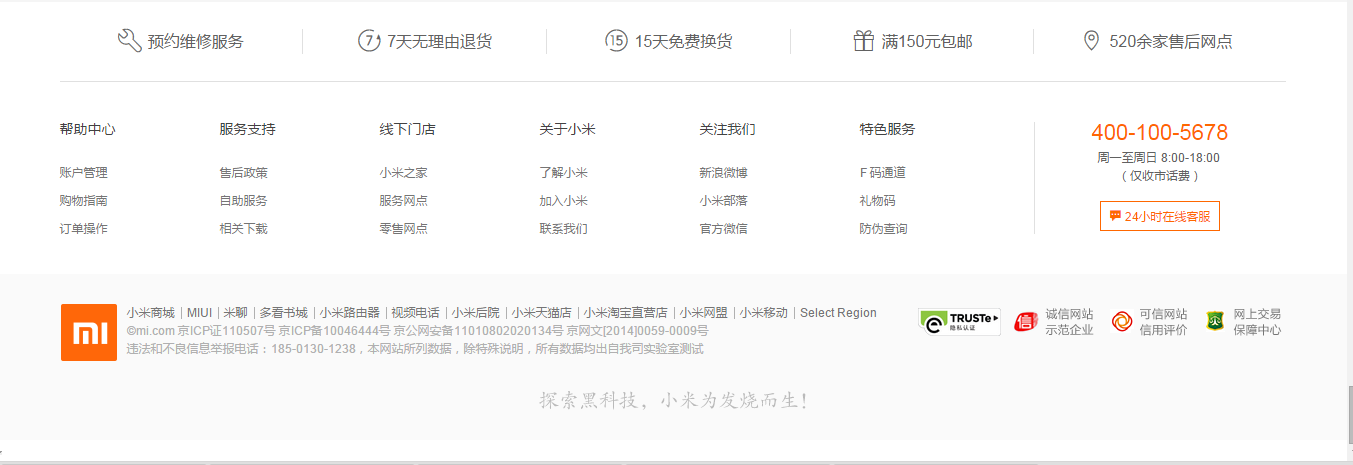 预约维修服务 7天无理由退货 15天免费换货 满150元包邮 520余家售后网点
帮助中心 服务支持 线下门店 关于小米 关注我们 特色服务
账户管理 售后政策 小米之家 了解小米 新浪微博 F 码通道
购物指南 自助服务 服务网点 加入小米 小米部落 礼物码
订单操作 相关下载 零售网点 联系我们 官方微信 防伪查询
400-100-5678
周一至周日 8:00-18:00
（仅收市话费）
24小时在线客服
小米商城｜MIUI｜米聊｜多看书城｜小米路由器｜视频电话｜小米后院｜小米天猫店｜小米淘宝直营店｜小米网盟｜小米移动｜Select Region
©mi.com 京ICP证110507号 京ICP备10046444号 京公网安备11010802020134号 京网文[2014]0059-0009号
违法和不良信息举报电话：185-0130-1238，本网站所列数据，除特殊说明，所有数据均出自我司实验室测试
TRUSTe
隐私认证
诚信网站
示范企业
可信网站
信用评价
网上交易
保障中心
探索黑科技，小米为发烧而生！